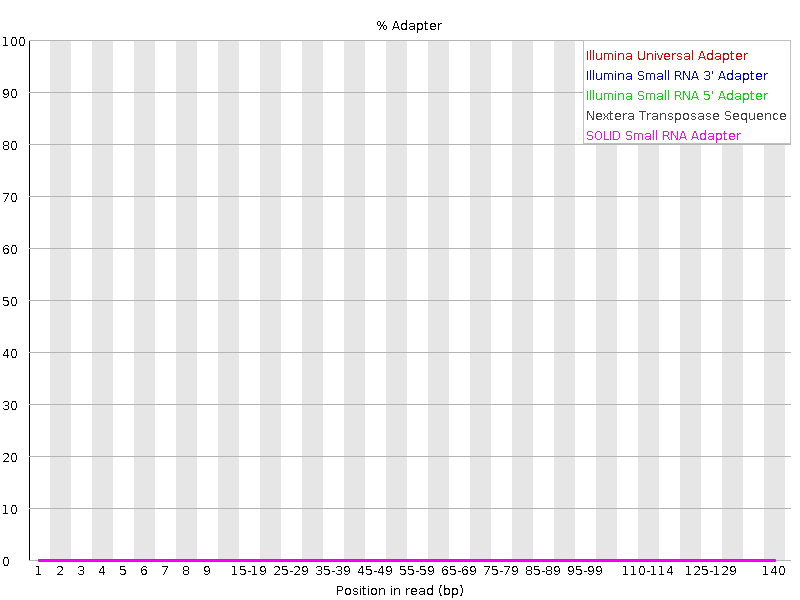 % Adapter
Illumina Universal Adapter
Illumina Small RNA 3' Adapter
Illumina Small RNA 5' Adapter
Nextera Transposase Sequence
SOLID Small RNA Adapter
100
90
80
70
60
50
40
30
20
10
0
1 2 3 4 5 6 7 8 9 15-19 25-29 35-39 45-49 55-59 65-69 75-79 85-89 95-99 110-114 125-129 140
Position in read (bp)